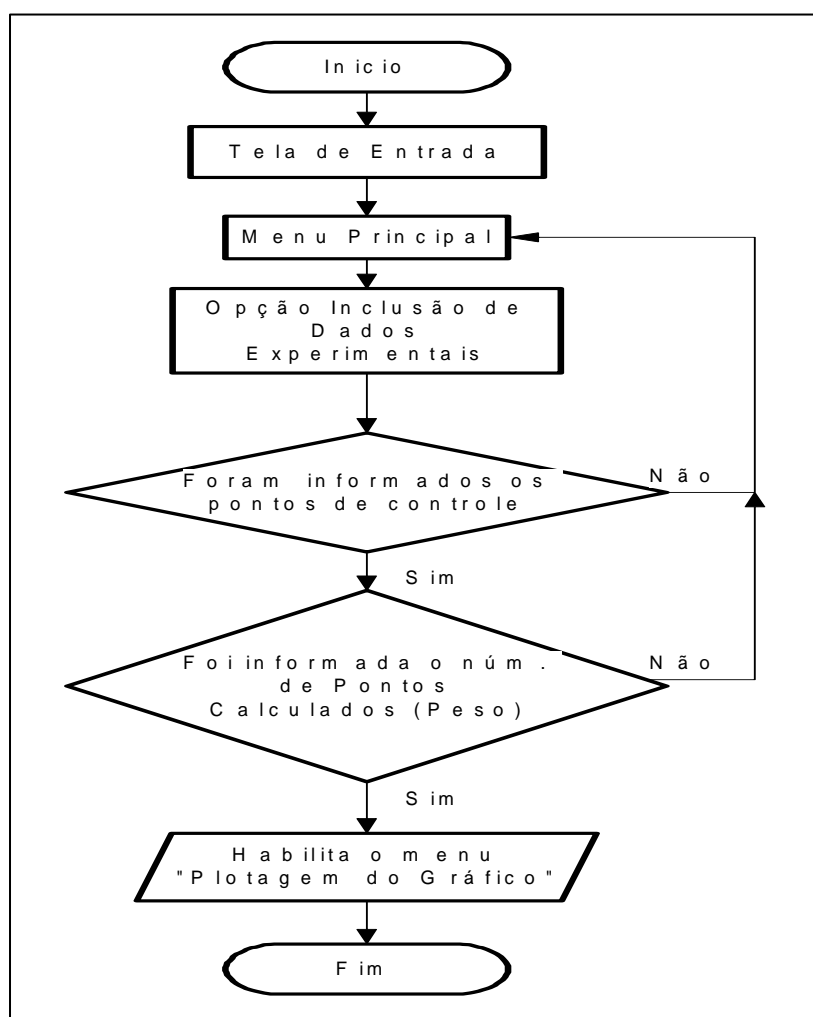 Inicio
Tela de Entrada
Menu Principal
Opção Inclusão de
Dados
Experimentais
Foram informados os
pontos de controle
Não
Sim
Foi informada o núm.
de Pontos
Calculados (Peso)
Não
Sim
Habilita o menu
"Plotagem do Gráfico"
Fim